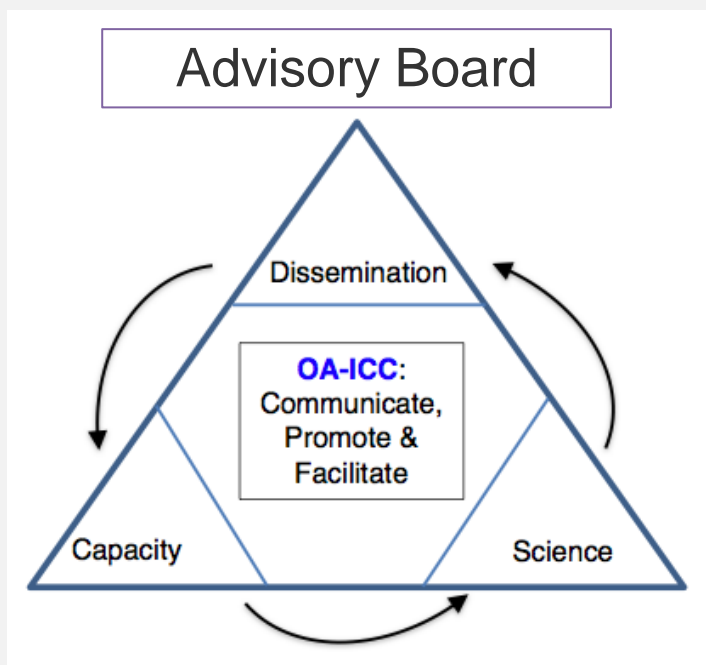 Advisory Board
Dissemination
OA-ICC:
Communicate,
Promote &
Facilitate
Capacity
Science